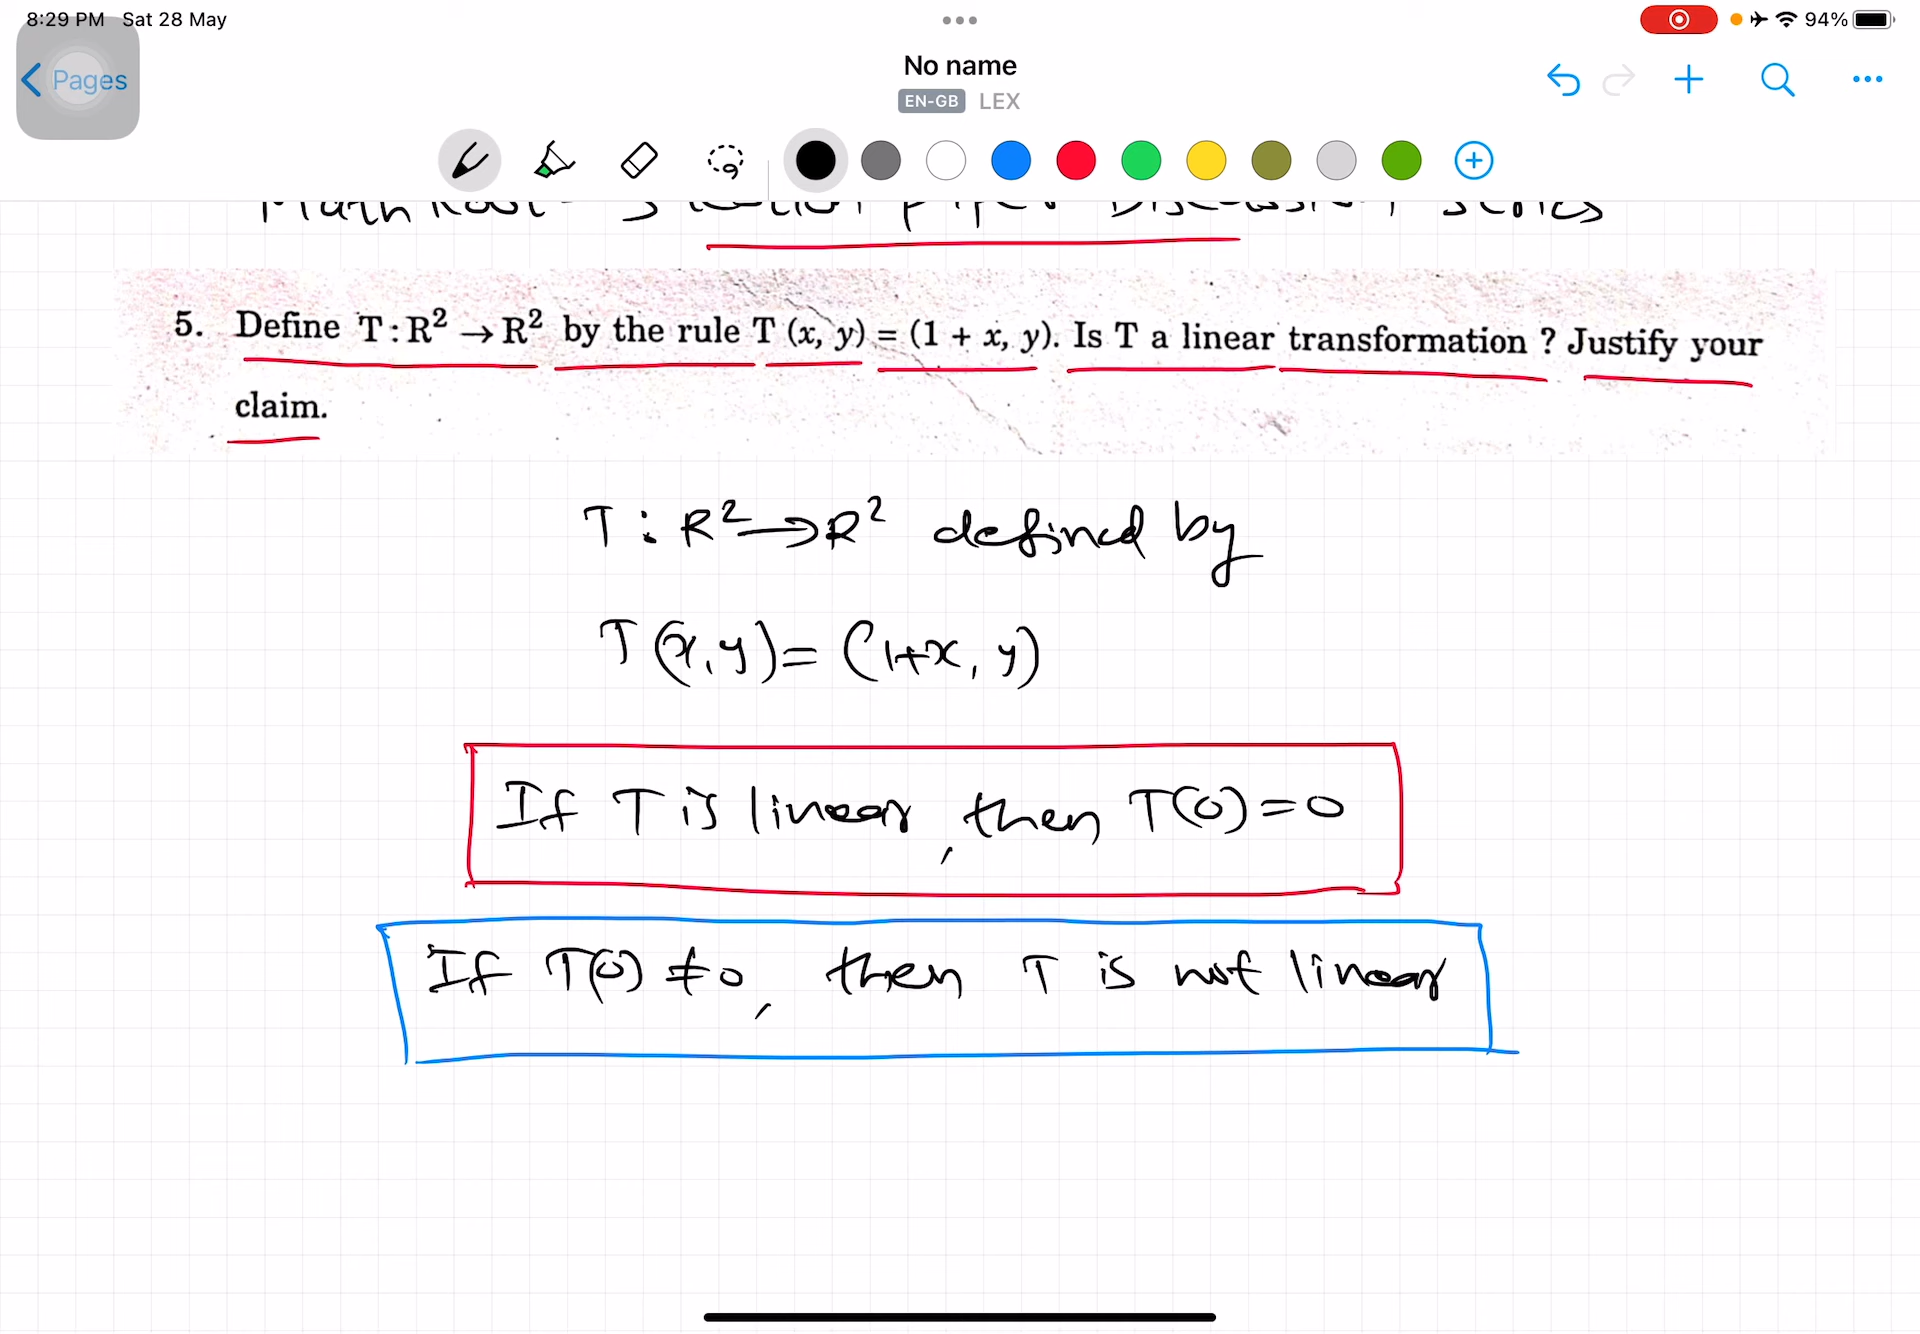 8:29 PM Sat 28 May
94%
Pages
No name
EN-GB LEX
5. Define T : R² → R² by the rule T (x, y) = (1 + x, y). Is T a linear transformation ? Justify your
claim.
T : R² → R² defined by
T(x,y) = (1+x, y)
If T is linear, then T(0)=0
If T(0) ≠ 0, then T is not linear